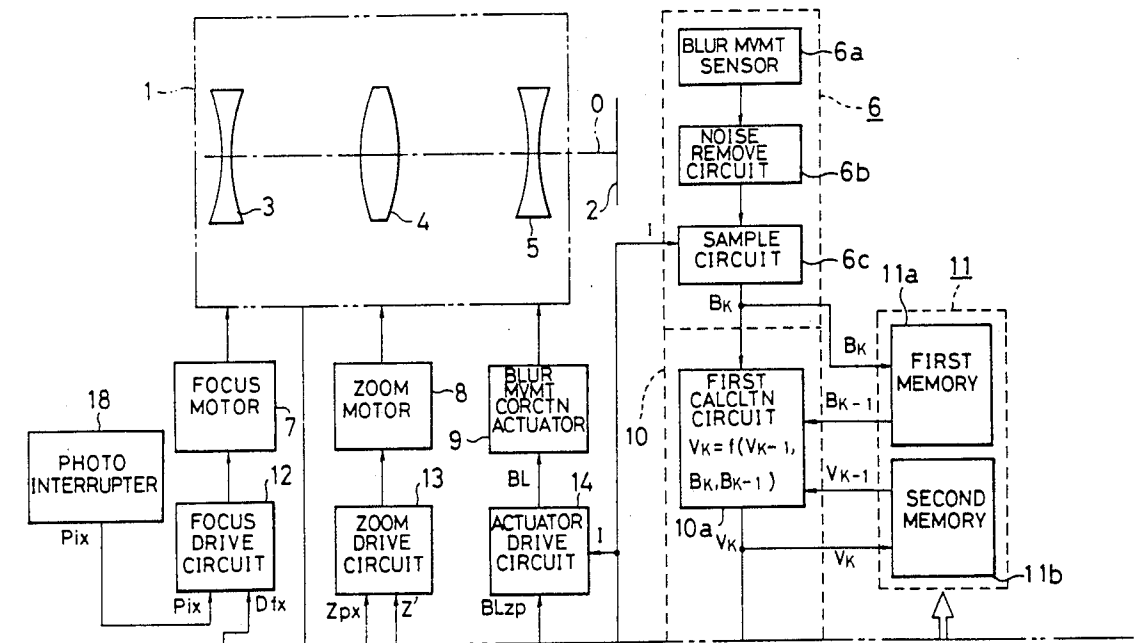 1
3
4
5
O
2
BLUR MVMT
SENSOR
6a
6
NOISE
REMOVE
CIRCUIT
6b
I
SAMPLE
CIRCUIT
6c
BK
11a
11
FIRST
MEMORY
BK
BK-1
10
FIRST
CALCLTN
CIRCUIT
VK=f(VK-1,
BK,BK-1)
10a
VK-1
SECOND
MEMORY
VK
VK
11b
FOCUS
MOTOR
7
ZOOM
MOTOR
8
BLUR
MVMT
CORCTN
ACTUATOR
9
18
PHOTO
INTERRUPTER
Pix
12
FOCUS
DRIVE
CIRCUIT
Pix
Dfx
13
ZOOM
DRIVE
CIRCUIT
Zpx
Z'
BL
14
ACTUATOR
DRIVE
CIRCUIT
I
BLzp